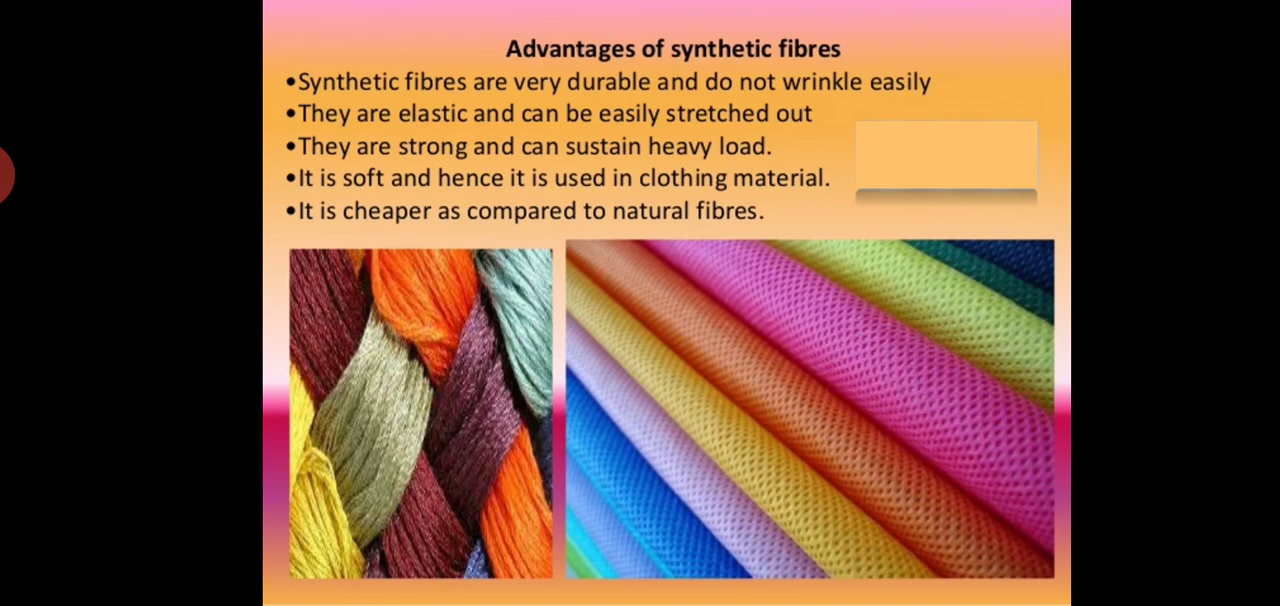 Advantages of synthetic fibres
•Synthetic fibres are very durable and do not wrinkle easily
•They are elastic and can be easily stretched out
•They are strong and can sustain heavy load.
•It is soft and hence it is used in clothing material.
•It is cheaper as compared to natural fibres.